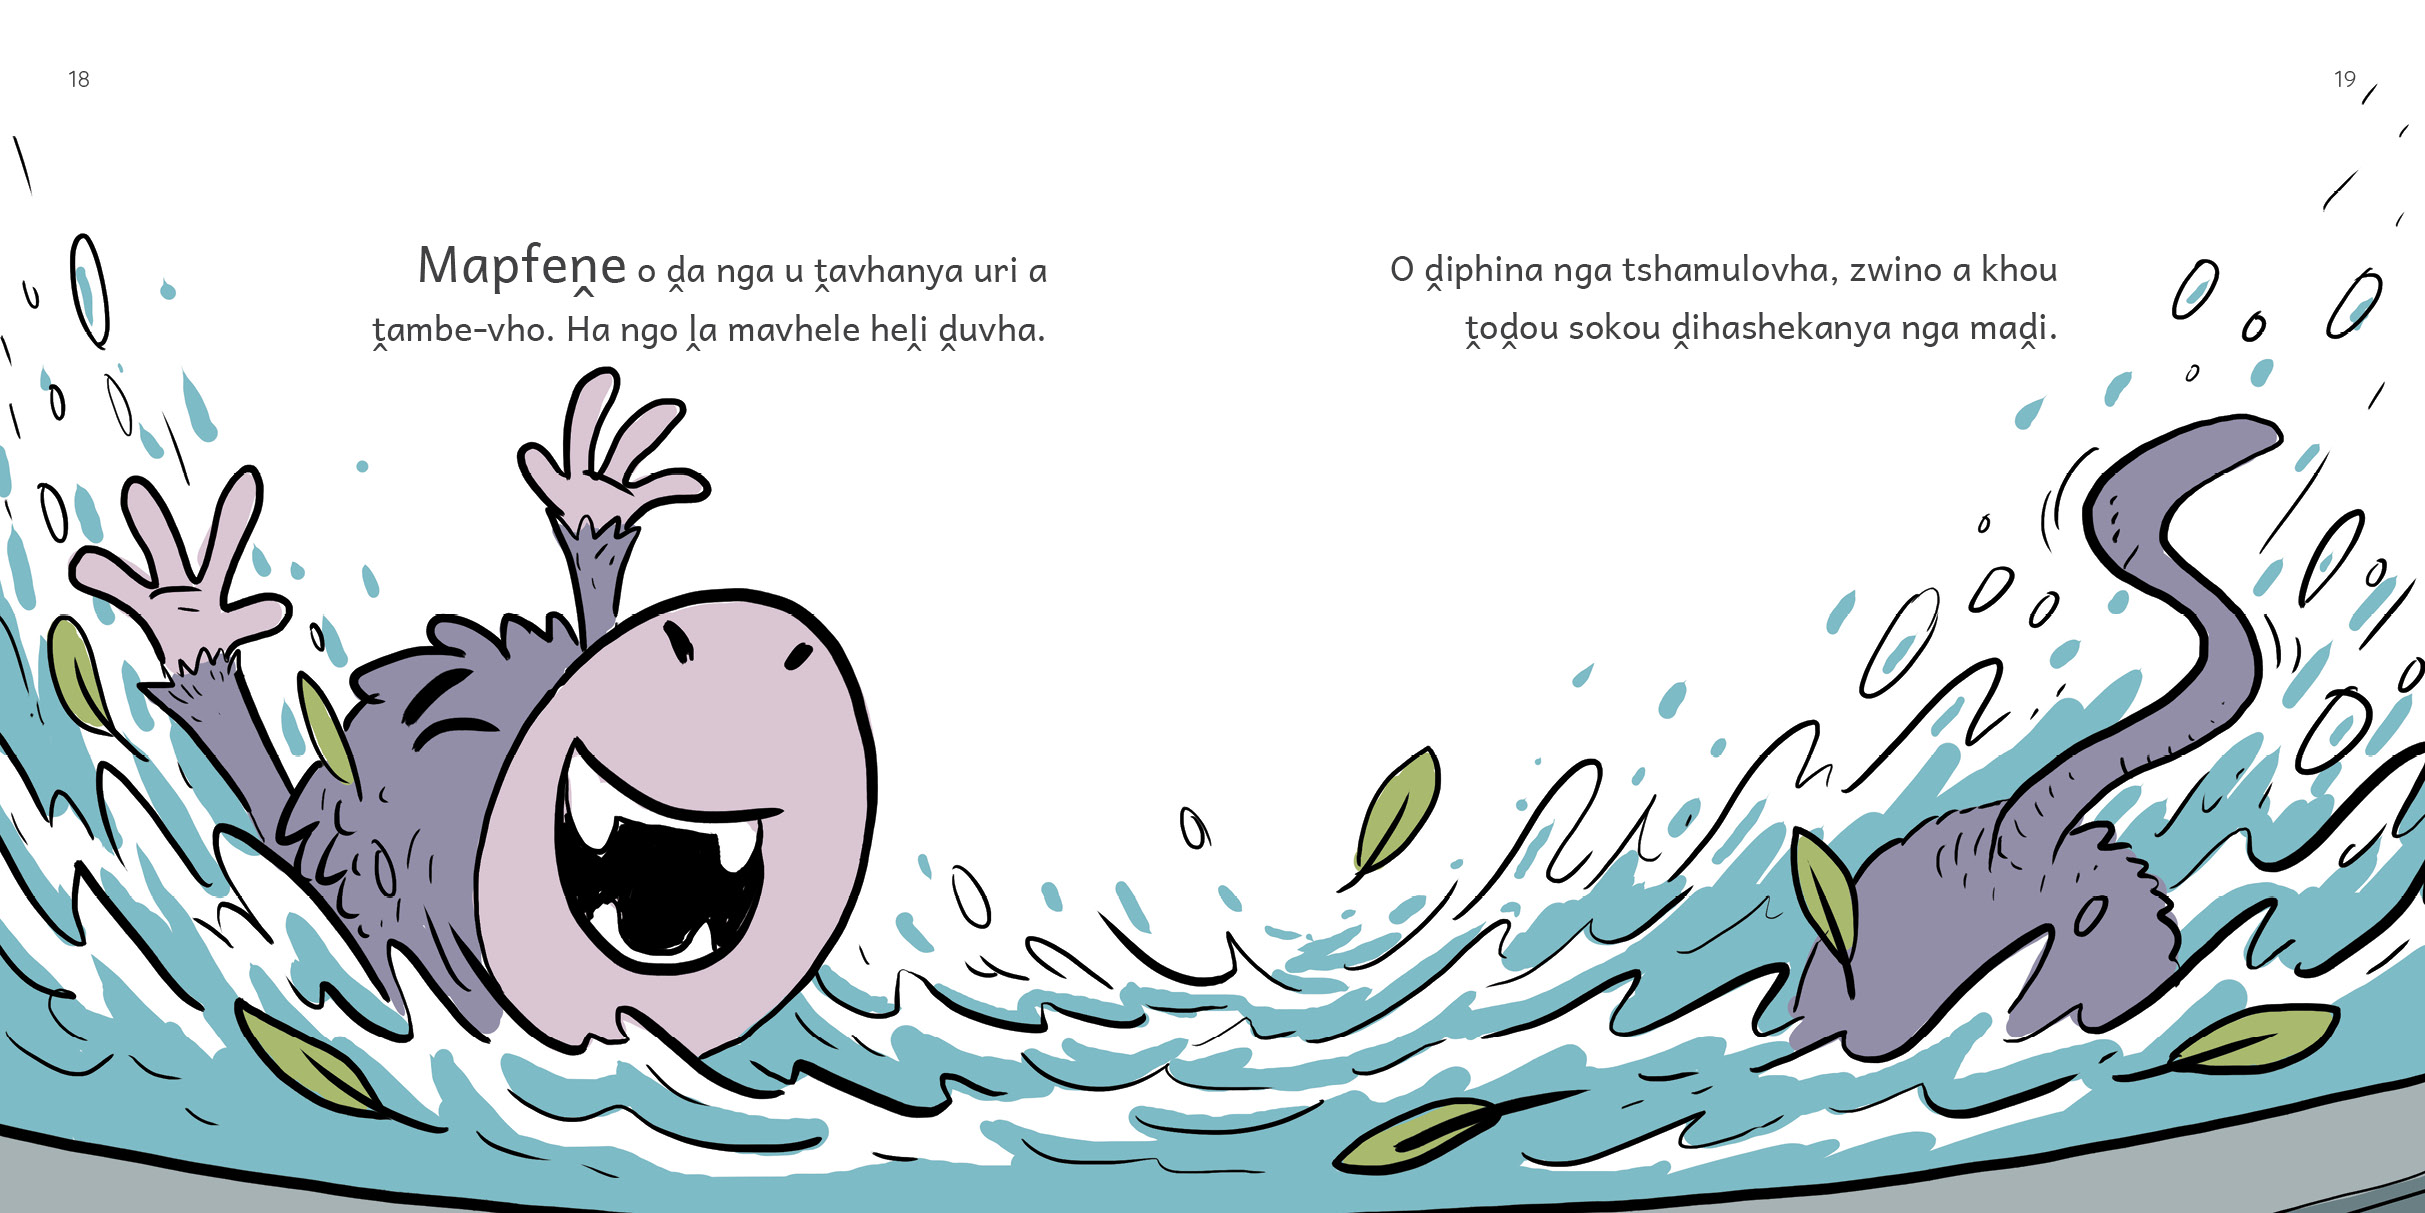 18
Mapfeṋe o ḓa nga u ṱavhanya uri a
ṱambe-vho. Ha ngo ḽa mavhele heḽi ḓuvha.
19
O ḓiphina nga tshamulovha, zwino a khou
ṱoḓou sokou ḓihashekanya nga maḓi.